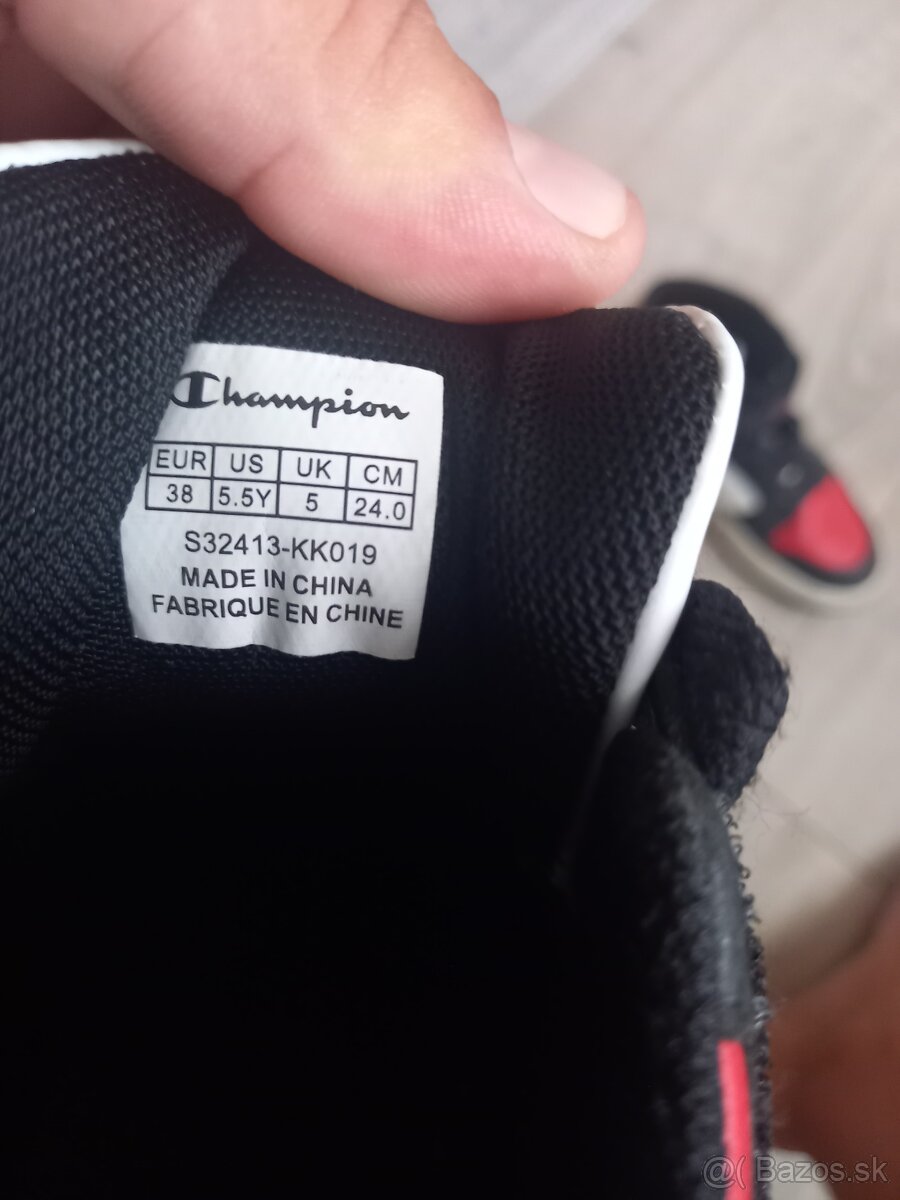 Champion
EUR US UK CM
38 5.5Y 5 24.0
S32413-KK019
MADE IN CHINA
FABRIQUE EN CHINE
@( Bazos.sk